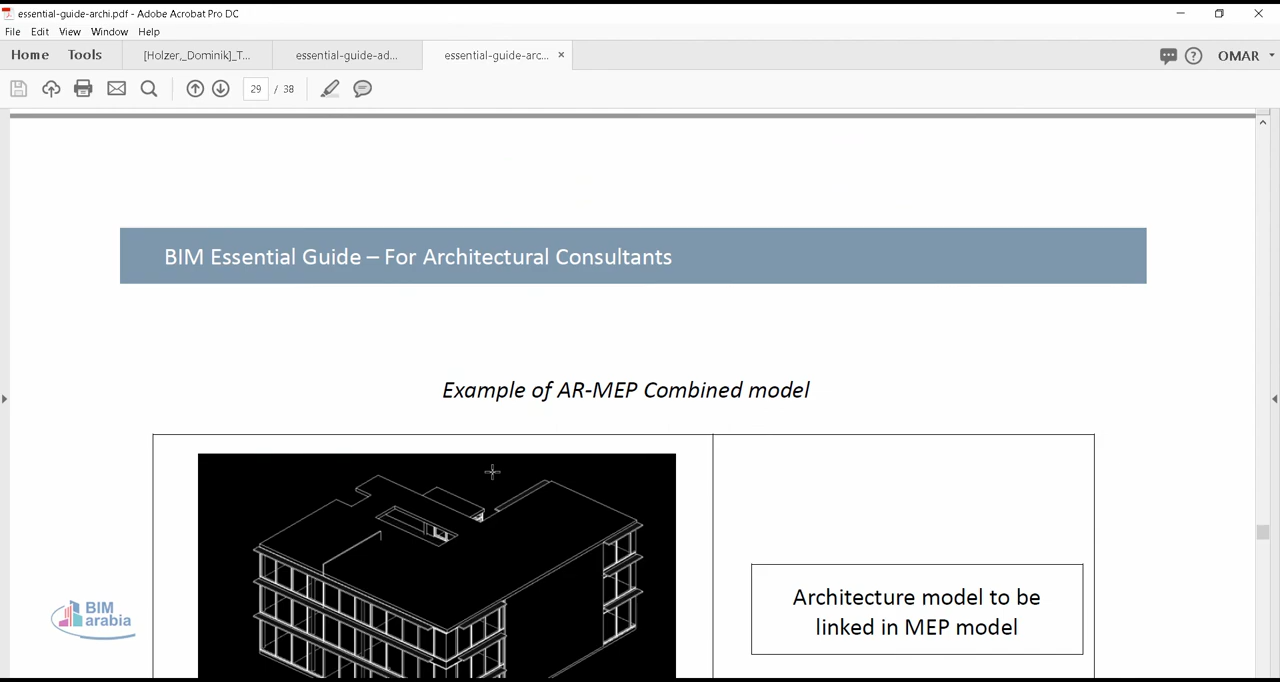 essential-guide-archi.pdf - Adobe Acrobat Pro DC
File Edit View Window Help
Home Tools [Holzer,_Dominik]_T... essential-guide-ad... essential-guide-arc... × OMAR
29 / 38
BIM Essential Guide – For Architectural Consultants
Example of AR-MEP Combined model
Architecture model to be
linked in MEP model
BIM
arabia